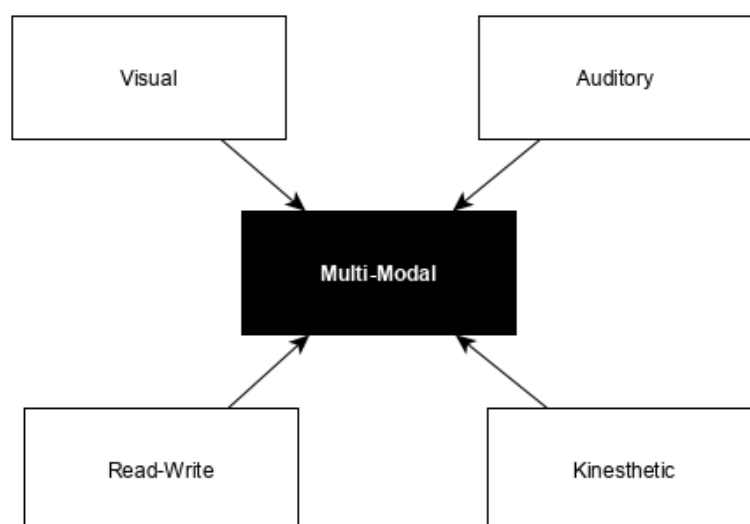 Visual
Auditory
Multi-Modal
Read-Write
Kinesthetic